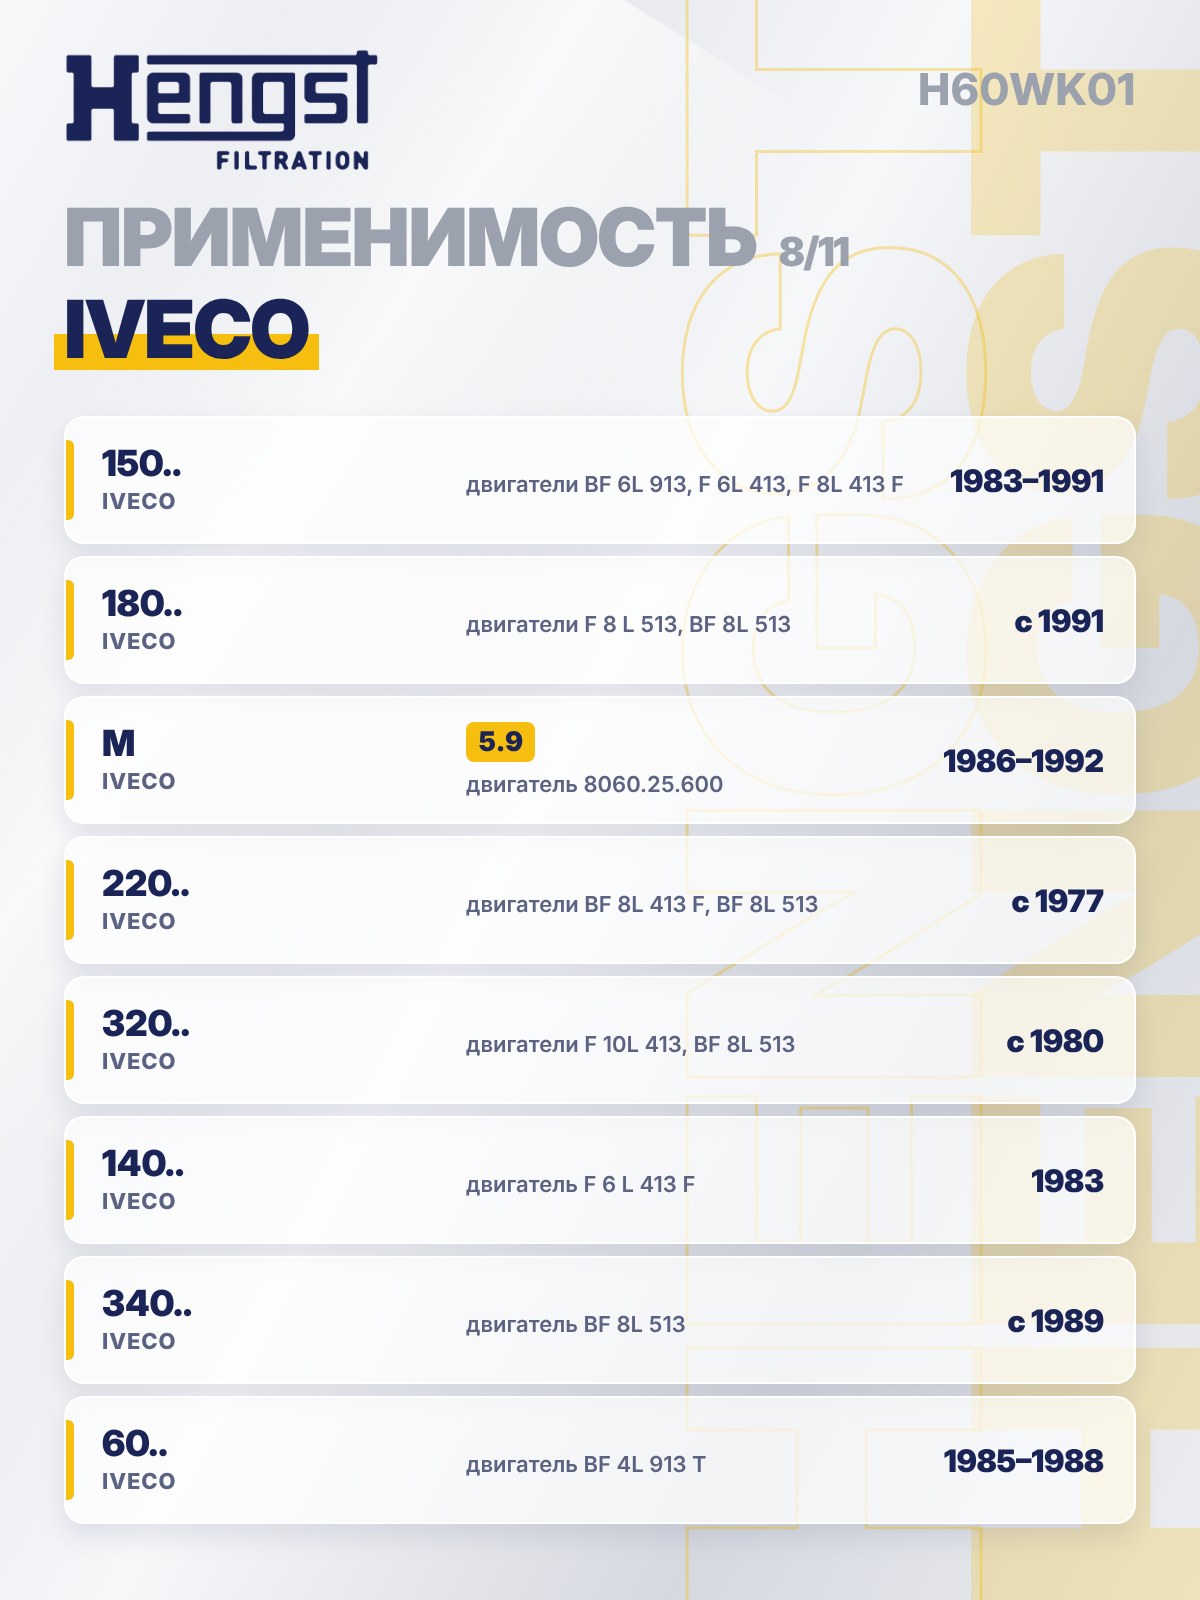 Hengst
FILTRATION
H60WK01
ПРИМЕНИМОСТЬ 8/11
IVECO
150..
IVECO
двигатели BF 6L 913, F 6L 413, F 8L 413 F
1983–1991
180..
IVECO
двигатели F 8 L 513, BF 8L 513
с 1991
M
IVECO
5.9
двигатель 8060.25.600
1986–1992
220..
IVECO
двигатели BF 8L 413 F, BF 8L 513
с 1977
320..
IVECO
двигатели F 10L 413, BF 8L 513
с 1980
140..
IVECO
двигатель F 6 L 413 F
1983
340..
IVECO
двигатель BF 8L 513
с 1989
60..
IVECO
двигатель BF 4L 913 T
1985–1988
HENGST
HENGST